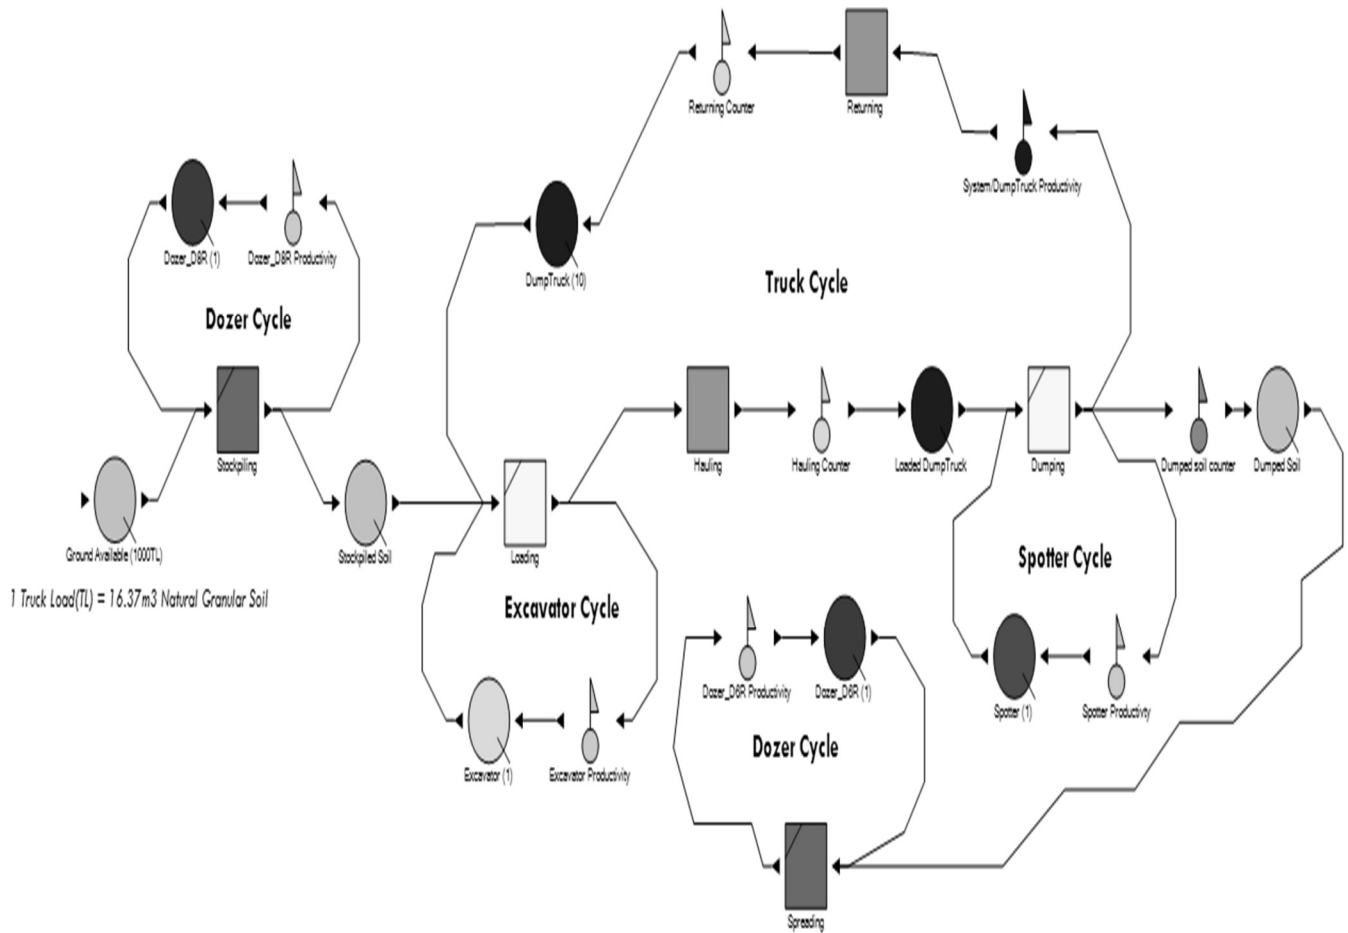 Returning Counter
Returning
System/DumpTruck Productivity
Dozer_D8R (1)
Dozer_D8R Productivity
DumpTruck (10)
Truck Cycle
Dozer Cycle
Stockpiling
Hauling
Hauling Counter
Loaded DumpTruck
Dumping
Dumped soil counter
Dumped Soil
Ground Available (1000TL)
Stockpiled Soil
Loading
Spotter Cycle
1 Truck Load(TL) = 16.37m3 Natural Granular Soil
Excavator Cycle
Dozer_D6R Productivity
Dozer_D6R (1)
Spotter (1)
Spotter Productivity
Dozer Cycle
Excavator (1)
Excavator Productivity
Spreading